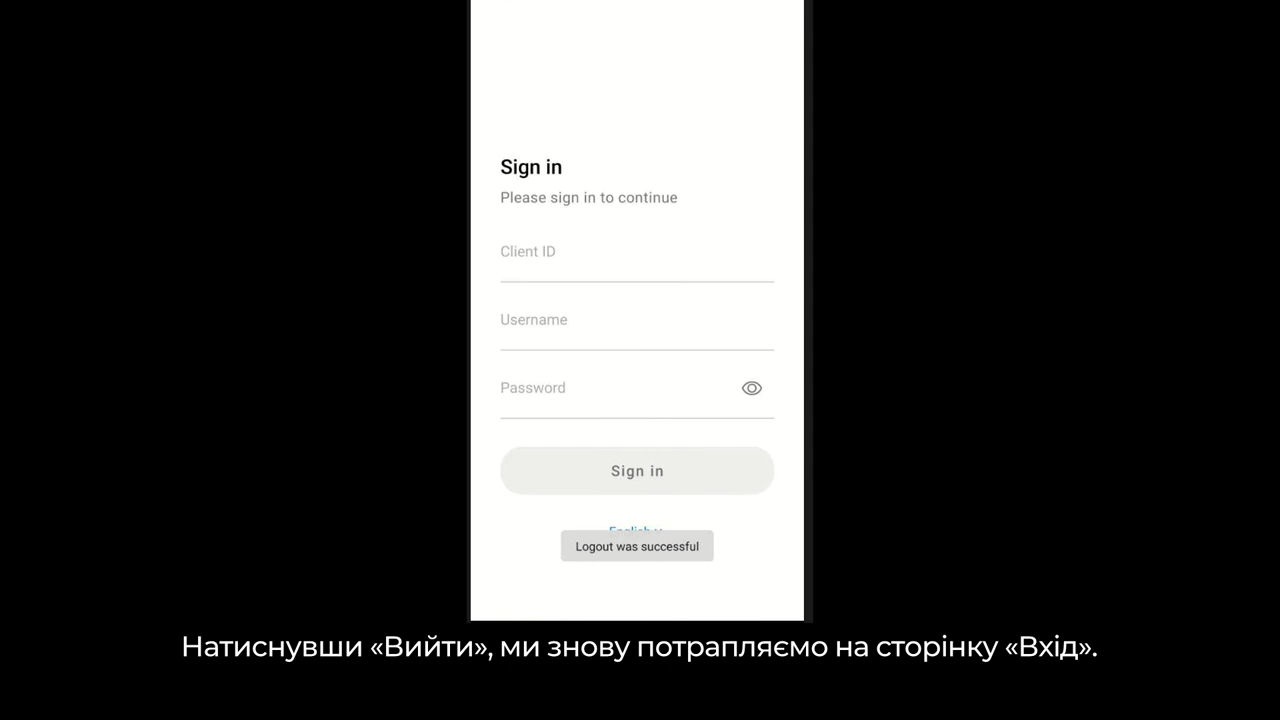 Sign in
Please sign in to continue
Client ID
Username
Password
Sign in
English
Logout was successful
Натиснувши «Вийти», ми знову потрапляємо на сторінку «Вхід».